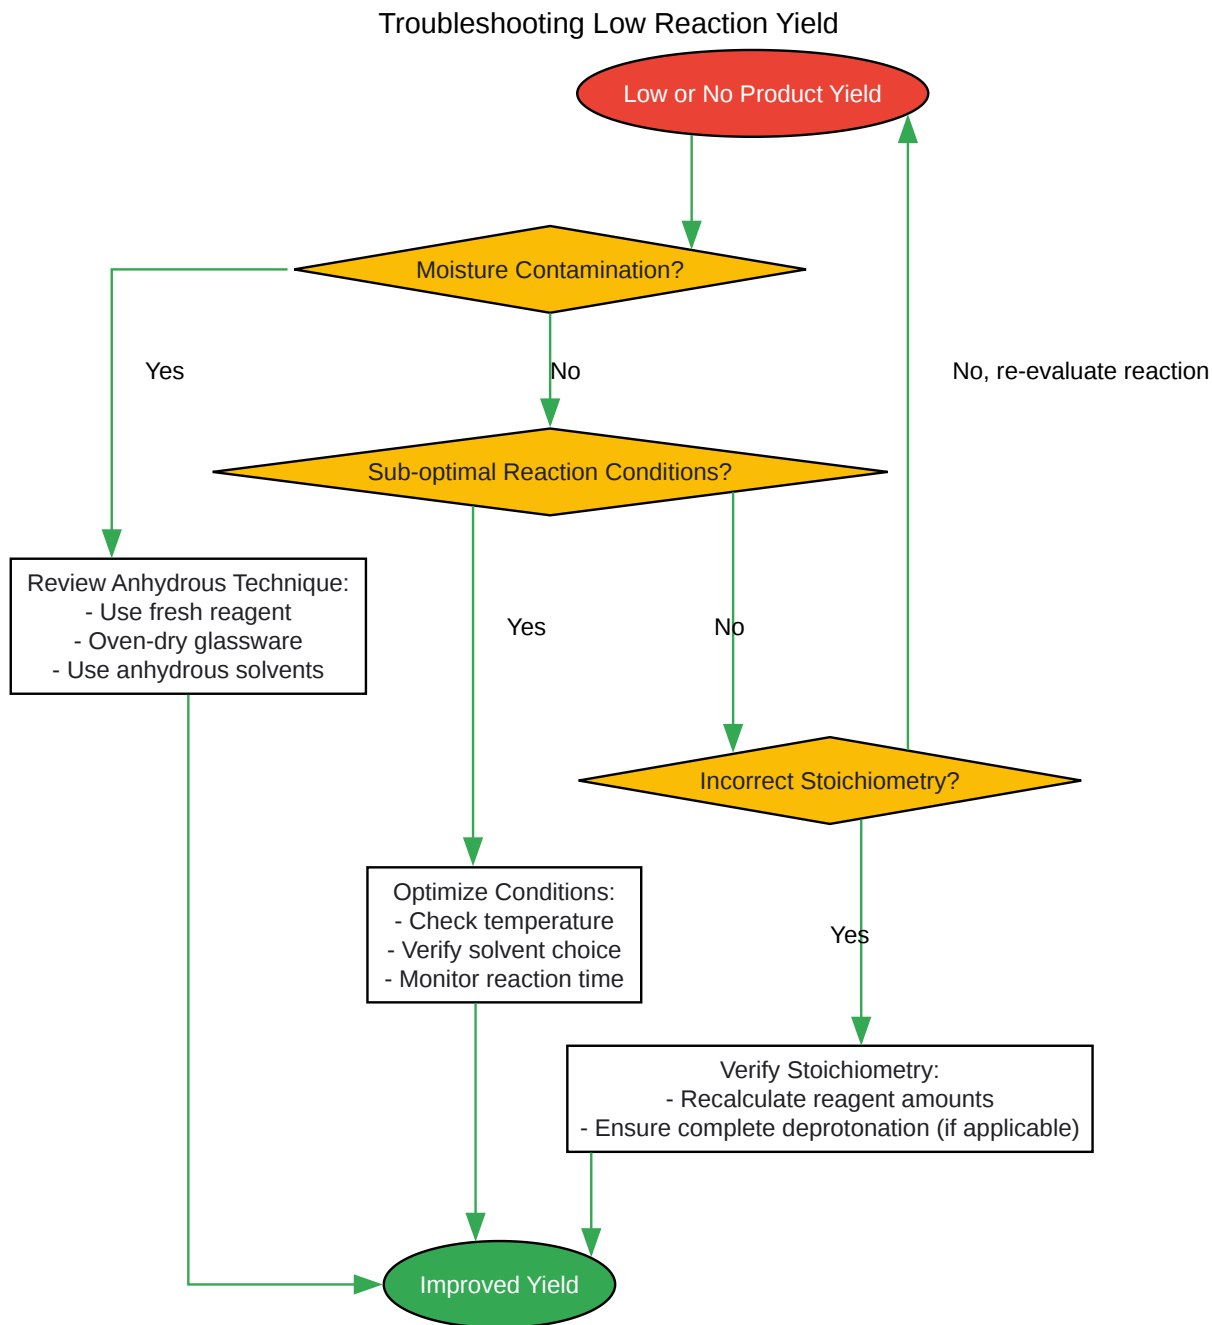 Troubleshooting Low Reaction Yield
Low or No Product Yield
Moisture Contamination?
Yes
No
No, re-evaluate reaction
Sub-optimal Reaction Conditions?
Review Anhydrous Technique:
- Use fresh reagent
- Oven-dry glassware
- Use anhydrous solvents
Yes
No
Incorrect Stoichiometry?
Optimize Conditions:
- Check temperature
- Verify solvent choice
- Monitor reaction time
Yes
Verify Stoichiometry:
- Recalculate reagent amounts
- Ensure complete deprotonation (if applicable)
Improved Yield